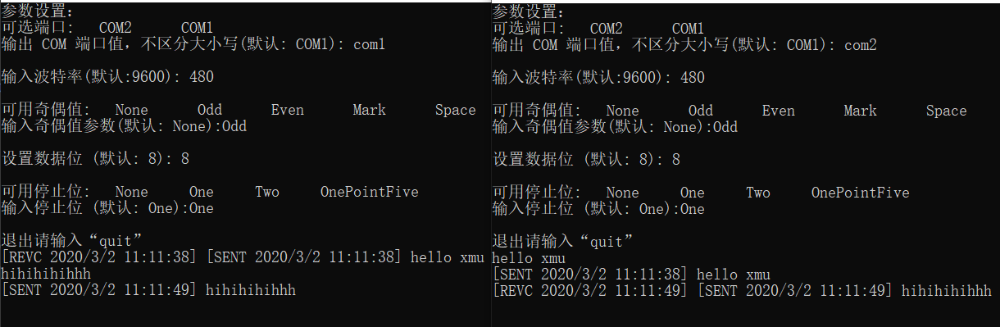 参数设置：
可选端口:   COM2      COM1
输出 COM 端口值，不区分大小写(默认: COM1): com1
输入波特率(默认:9600): 480
可用奇偶值:   None      Odd      Even      Mark      Space
输入奇偶值参数(默认: None):Odd
设置数据位 (默认: 8): 8
可用停止位:   None     One     Two     OnePointFive
输入停止位 (默认: One):One
退出请输入“quit”
[REVC 2020/3/2 11:11:38] [SENT 2020/3/2 11:11:38] hello xmu
hihihihihhh
[SENT 2020/3/2 11:11:49] hihihihihhh
参数设置：
可选端口:   COM2      COM1
输出 COM 端口值，不区分大小写(默认: COM1): com2
输入波特率(默认:9600): 480
可用奇偶值:   None      Odd      Even      Mark      Space
输入奇偶值参数(默认: None):Odd
设置数据位 (默认: 8): 8
可用停止位:   None     One     Two     OnePointFive
输入停止位 (默认: One):One
退出请输入“quit”
hello xmu
[SENT 2020/3/2 11:11:38] hello xmu
[REVC 2020/3/2 11:11:49] [SENT 2020/3/2 11:11:49] hihihihihhh